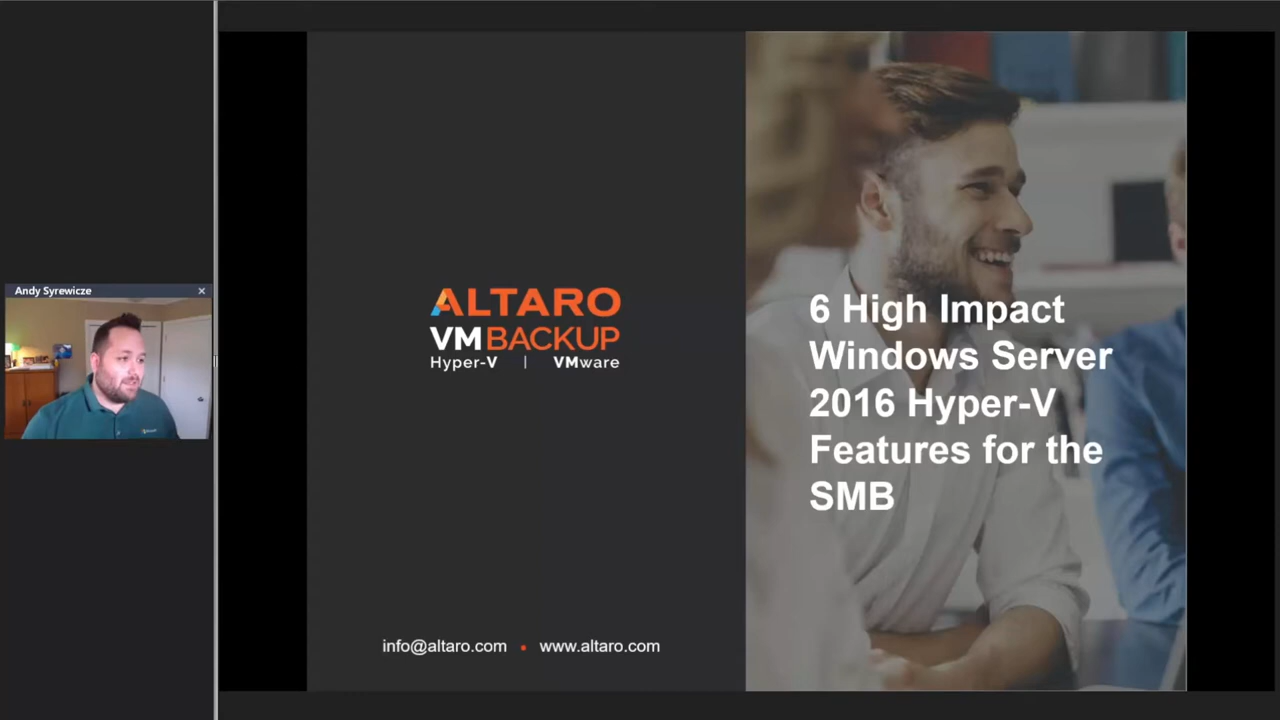 Andy Syrewicze
ALTARO
VM BACKUP
Hyper-V | VMware
6 High Impact
Windows Server
2016 Hyper-V
Features for the
SMB
info@altaro.com ▪ www.altaro.com